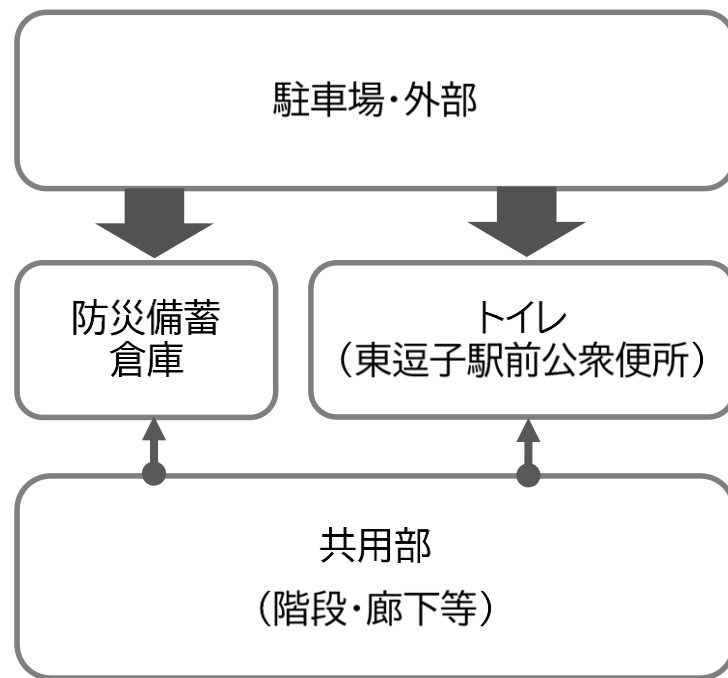 駐車場・外部
防災備蓄
倉庫
トイレ
（東逗子駅前公衆便所）
共用部
（階段・廊下等）